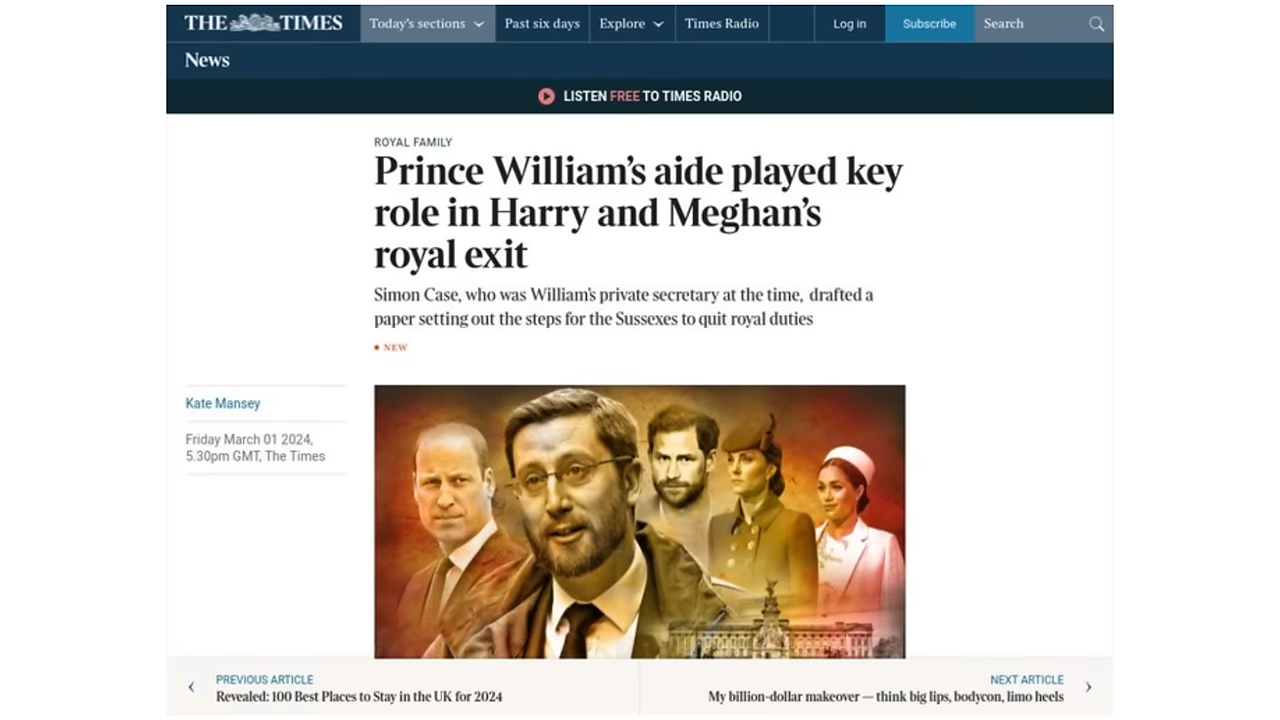 THE TIMES
Today's sections
Past six days
Explore
Times Radio
Log in
Subscribe
Search
News
LISTEN FREE TO TIMES RADIO
ROYAL FAMILY
Prince William's aide played key
role in Harry and Meghan's
royal exit
Simon Case, who was William's private secretary at the time, drafted a
paper setting out the steps for the Sussexes to quit royal duties
NEW
Kate Mansey
Friday March 01 2024,
5.30pm GMT, The Times
PREVIOUS ARTICLE
Revealed: 100 Best Places to Stay in the UK for 2024
NEXT ARTICLE
My billion-dollar makeover — think big lips, bodycon, limo heels